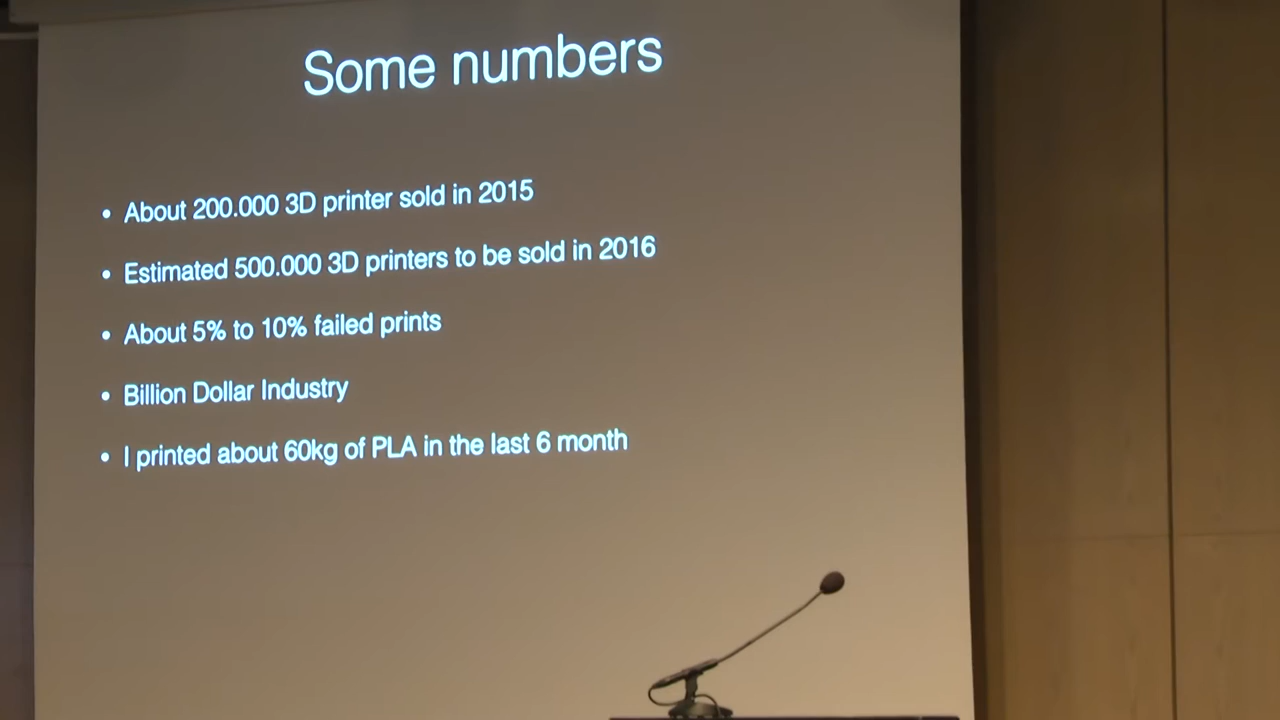 Some numbers
• About 200.000 3D printer sold in 2015
• Estimated 500.000 3D printers to be sold in 2016
• About 5% to 10% failed prints
• Billion Dollar Industry
• I printed about 60kg of PLA in the last 6 month